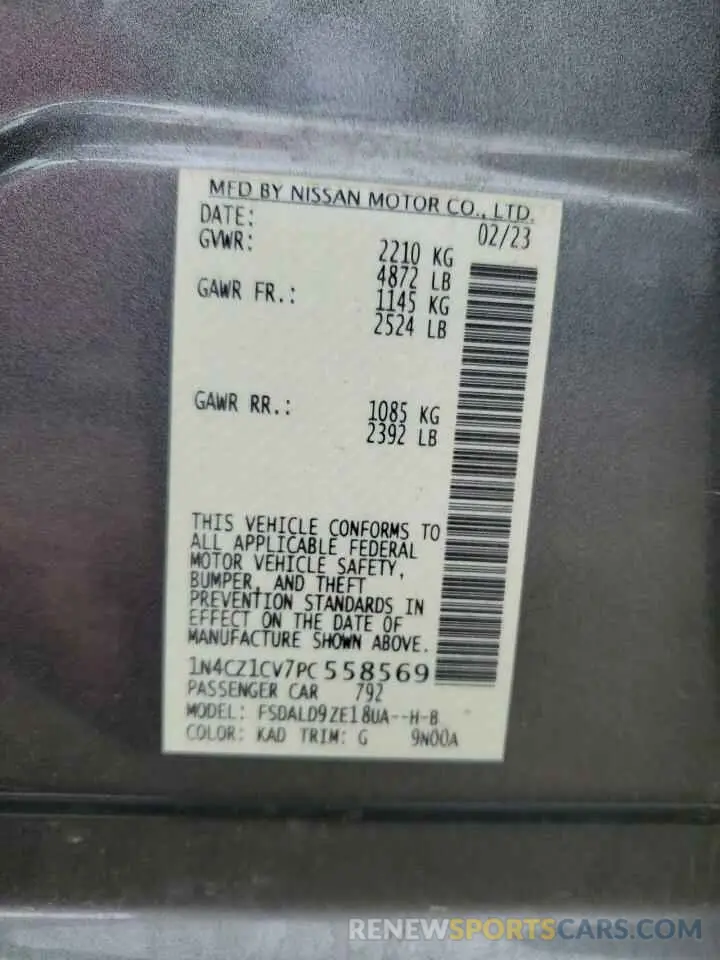 MFD BY NISSAN MOTOR CO., LTD.
DATE: 02/23
GVWR: 2210 KG
4872 LB
GAWR FR.: 1145 KG
2524 LB
GAWR RR.: 1085 KG
2392 LB
THIS VEHICLE CONFORMS TO
ALL APPLICABLE FEDERAL
MOTOR VEHICLE SAFETY,
BUMPER, AND THEFT
PREVENTION STANDARDS IN
EFFECT ON THE DATE OF
MANUFACTURE SHOWN ABOVE.
1N4CZ1CV7PC558569
PASSENGER CAR 792
MODEL: FSDALD9ZE18UA--H-B
COLOR: KAD TRIM: G 9N00A
RENEWSPORTSCARS.COM